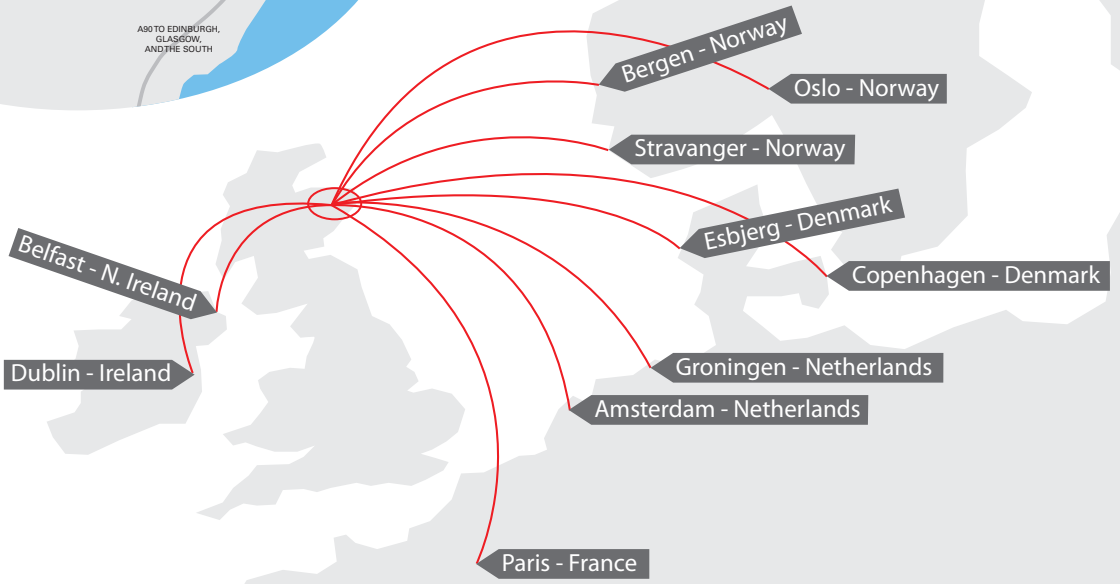 A90 TO EDINBURGH,
GLASGOW,
AND THE SOUTH
Bergen - Norway
Oslo - Norway
Stravanger - Norway
Esbjerg - Denmark
Belfast - N. Ireland
Copenhagen - Denmark
Dublin - Ireland
Groningen - Netherlands
Amsterdam - Netherlands
Paris - France